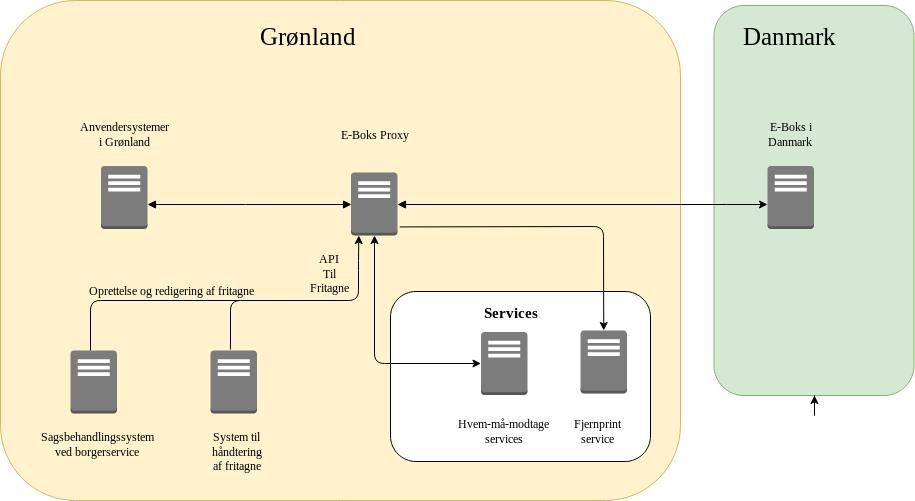 Grønland
Danmark
Anvendersystemer
i Grønland
E-Boks Proxy
E-Boks i
Danmark
API
Til
Fritagne
Oprettelse og redigering af fritagne
Services
Sagsbehandlingssystem
ved borgerservice
System til
håndtering
af fritagne
Hvem-må-modtage
services
Fjernprint
service